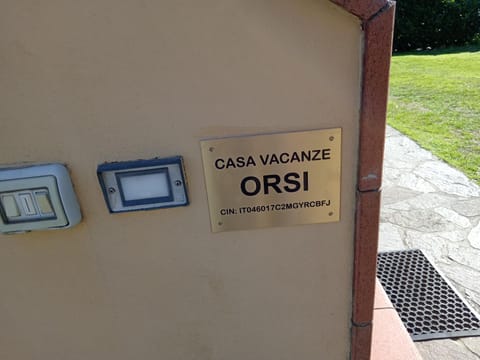 CASA VACANZE
ORSI
CIN: IT046017C2MGYRCBFJ